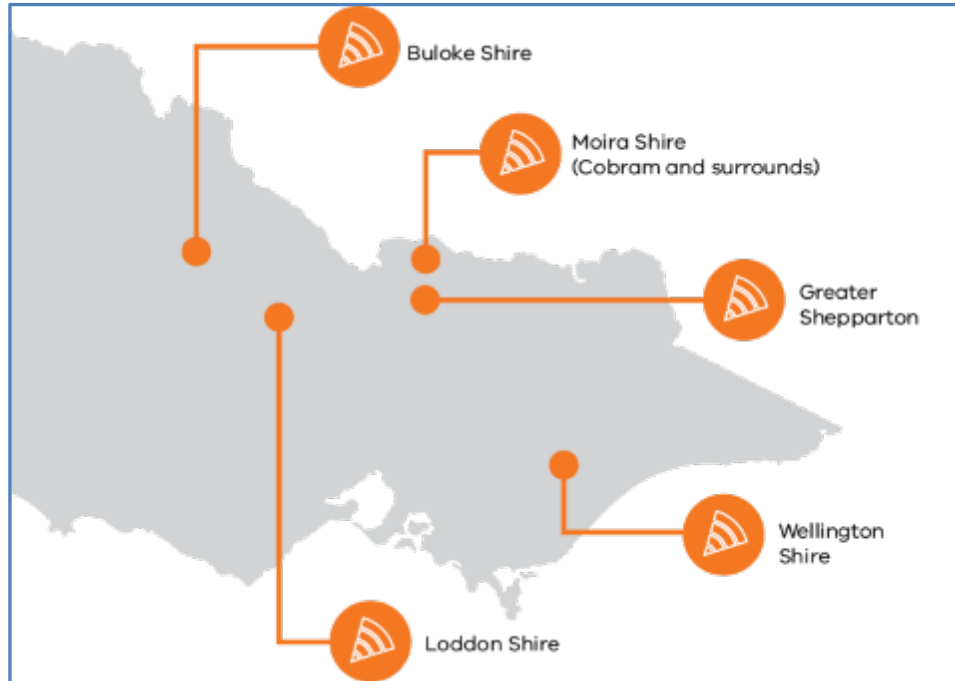 Buloke Shire
Moira Shire
(Cobram and surrounds)
Greater
Shepparton
Wellington
Shire
Loddon Shire